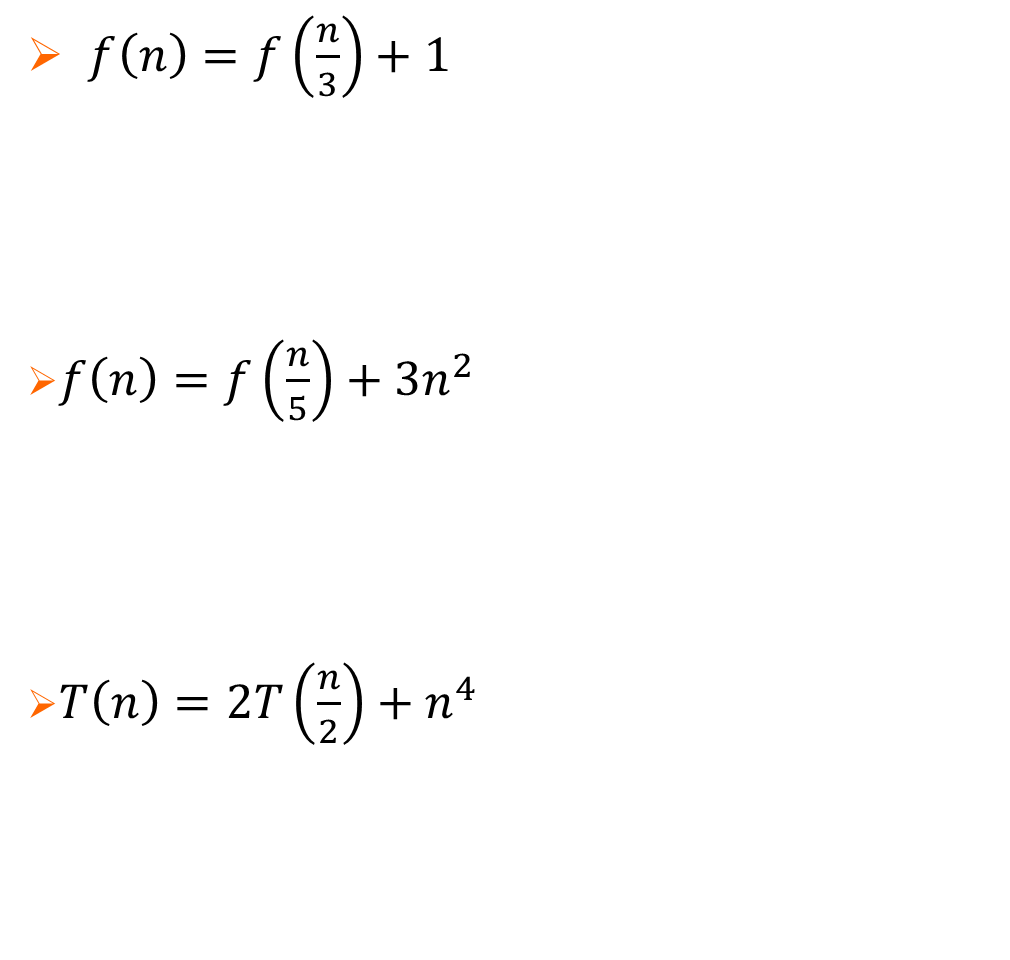 ➢ f(n) = f(n/3) + 1
➢f(n) = f(n/5) + 3n²
➢T(n) = 2T(n/2) + n⁴